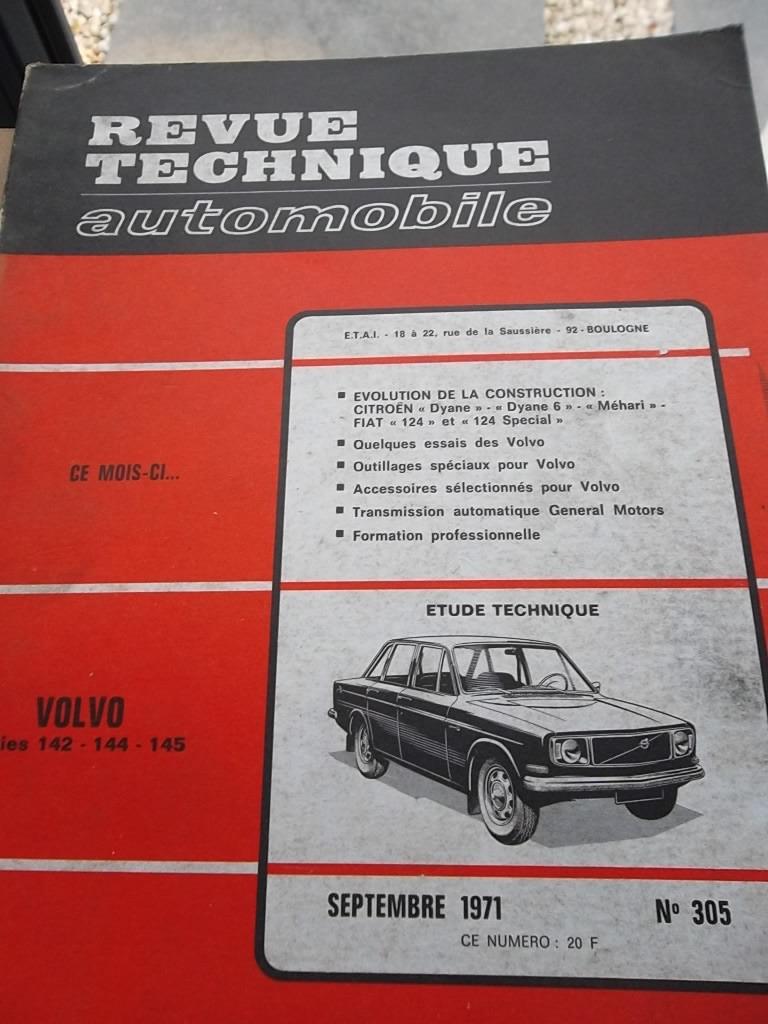 REVUE
TECHNIQUE
automobile
E.T.A.I. - 18 à 22, rue de la Saussière - 92 - BOULOGNE
■ EVOLUTION DE LA CONSTRUCTION :
CITROËN « Dyane » - « Dyane 6 » - « Méhari » -
FIAT « 124 » et « 124 Special »
■ Quelques essais des Volvo
■ Outillages spéciaux pour Volvo
■ Accessoires sélectionnés pour Volvo
■ Transmission automatique General Motors
■ Formation professionnelle
CE MOIS-CI...
ETUDE TECHNIQUE
VOLVO
ies 142 - 144 - 145
SEPTEMBRE 1971
Nº 305
CE NUMERO : 20 F